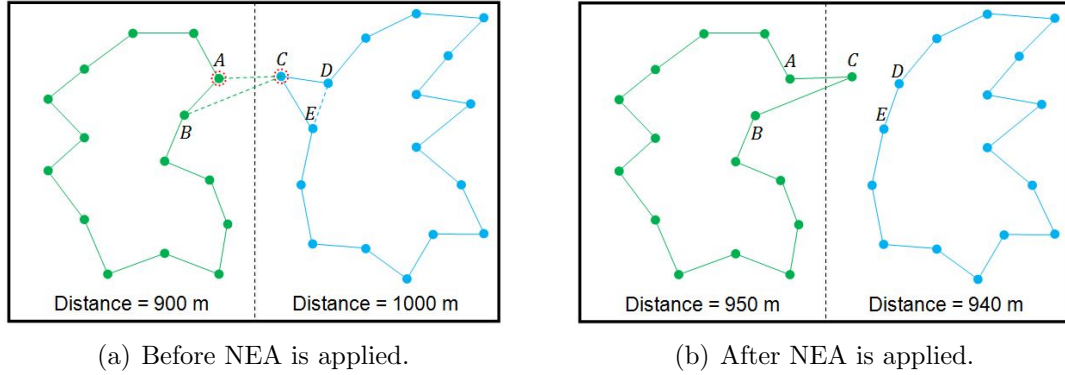 A
C
D
B
E
Distance = 900 m
Distance = 1000 m
(a) Before NEA is applied.
A
C
D
B
E
Distance = 950 m
Distance = 940 m
(b) After NEA is applied.